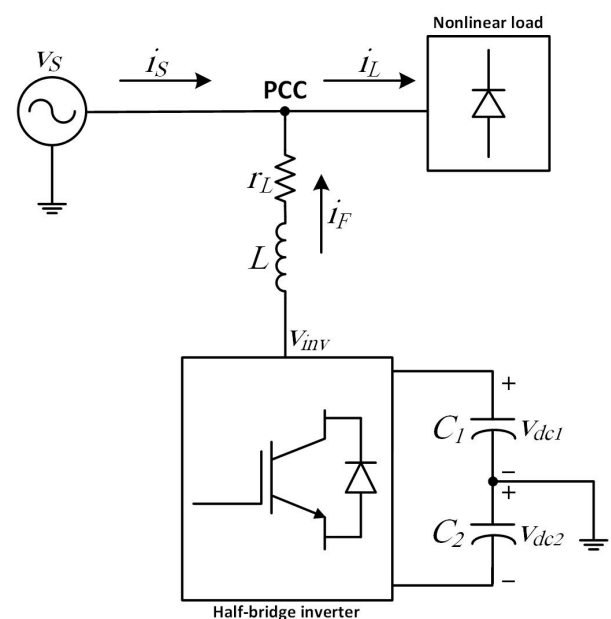 Nonlinear load
vS
iS
iL
PCC
rL
iF
L
vinv
+
C1
vdc1
−
+
C2
vdc2
−
Half-bridge inverter